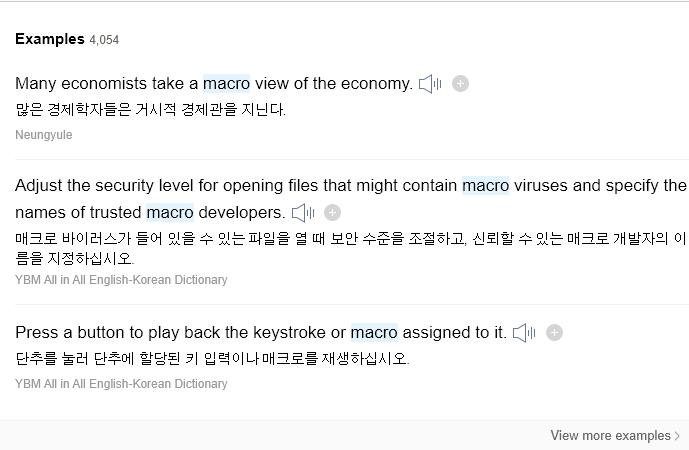 Examples 4,054
Many economists take a macro view of the economy.
많은 경제학자들은 거시적 경제관을 지닌다.
Neungyule
Adjust the security level for opening files that might contain macro viruses and specify the
names of trusted macro developers.
매크로 바이러스가 들어 있을 수 있는 파일을 열 때 보안 수준을 조절하고, 신뢰할 수 있는 매크로 개발자의 이
름을 지정하십시오.
YBM All in All English-Korean Dictionary
Press a button to play back the keystroke or macro assigned to it.
단추를 눌러 단추에 할당된 키 입력이나 매크로를 재생하십시오.
YBM All in All English-Korean Dictionary
View more examples >